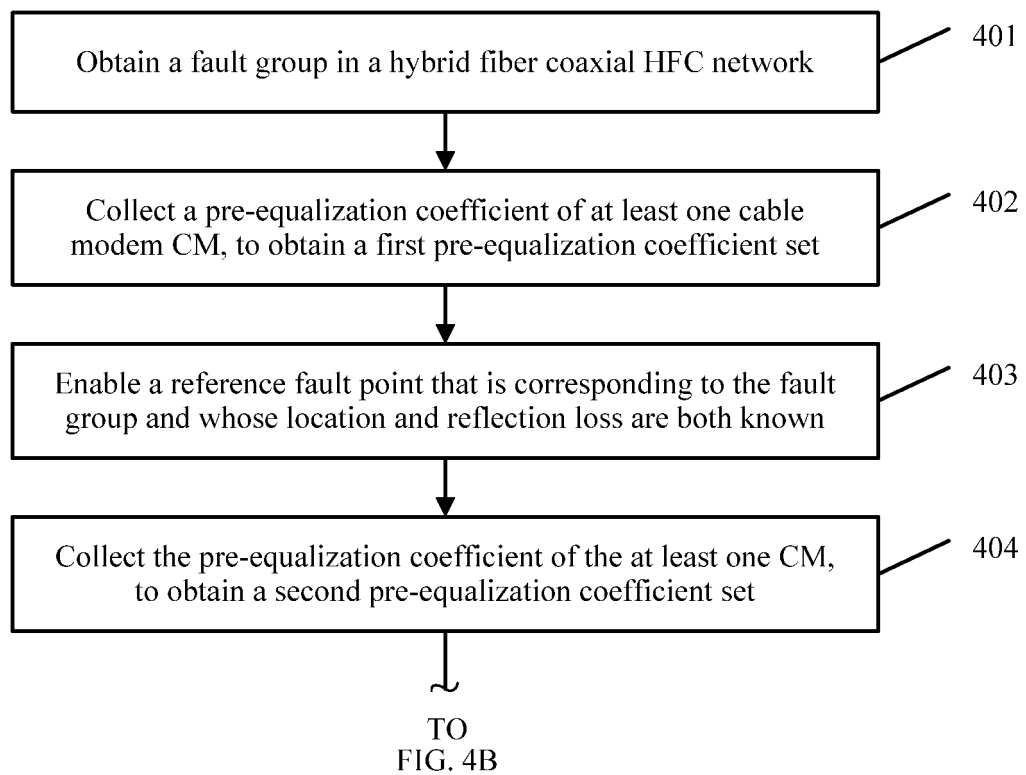 Obtain a fault group in a hybrid fiber coaxial HFC network
401
Collect a pre-equalization coefficient of at least one cable
modem CM, to obtain a first pre-equalization coefficient set
402
Enable a reference fault point that is corresponding to the fault
group and whose location and reflection loss are both known
403
Collect the pre-equalization coefficient of the at least one CM,
to obtain a second pre-equalization coefficient set
404
TO
FIG. 4B